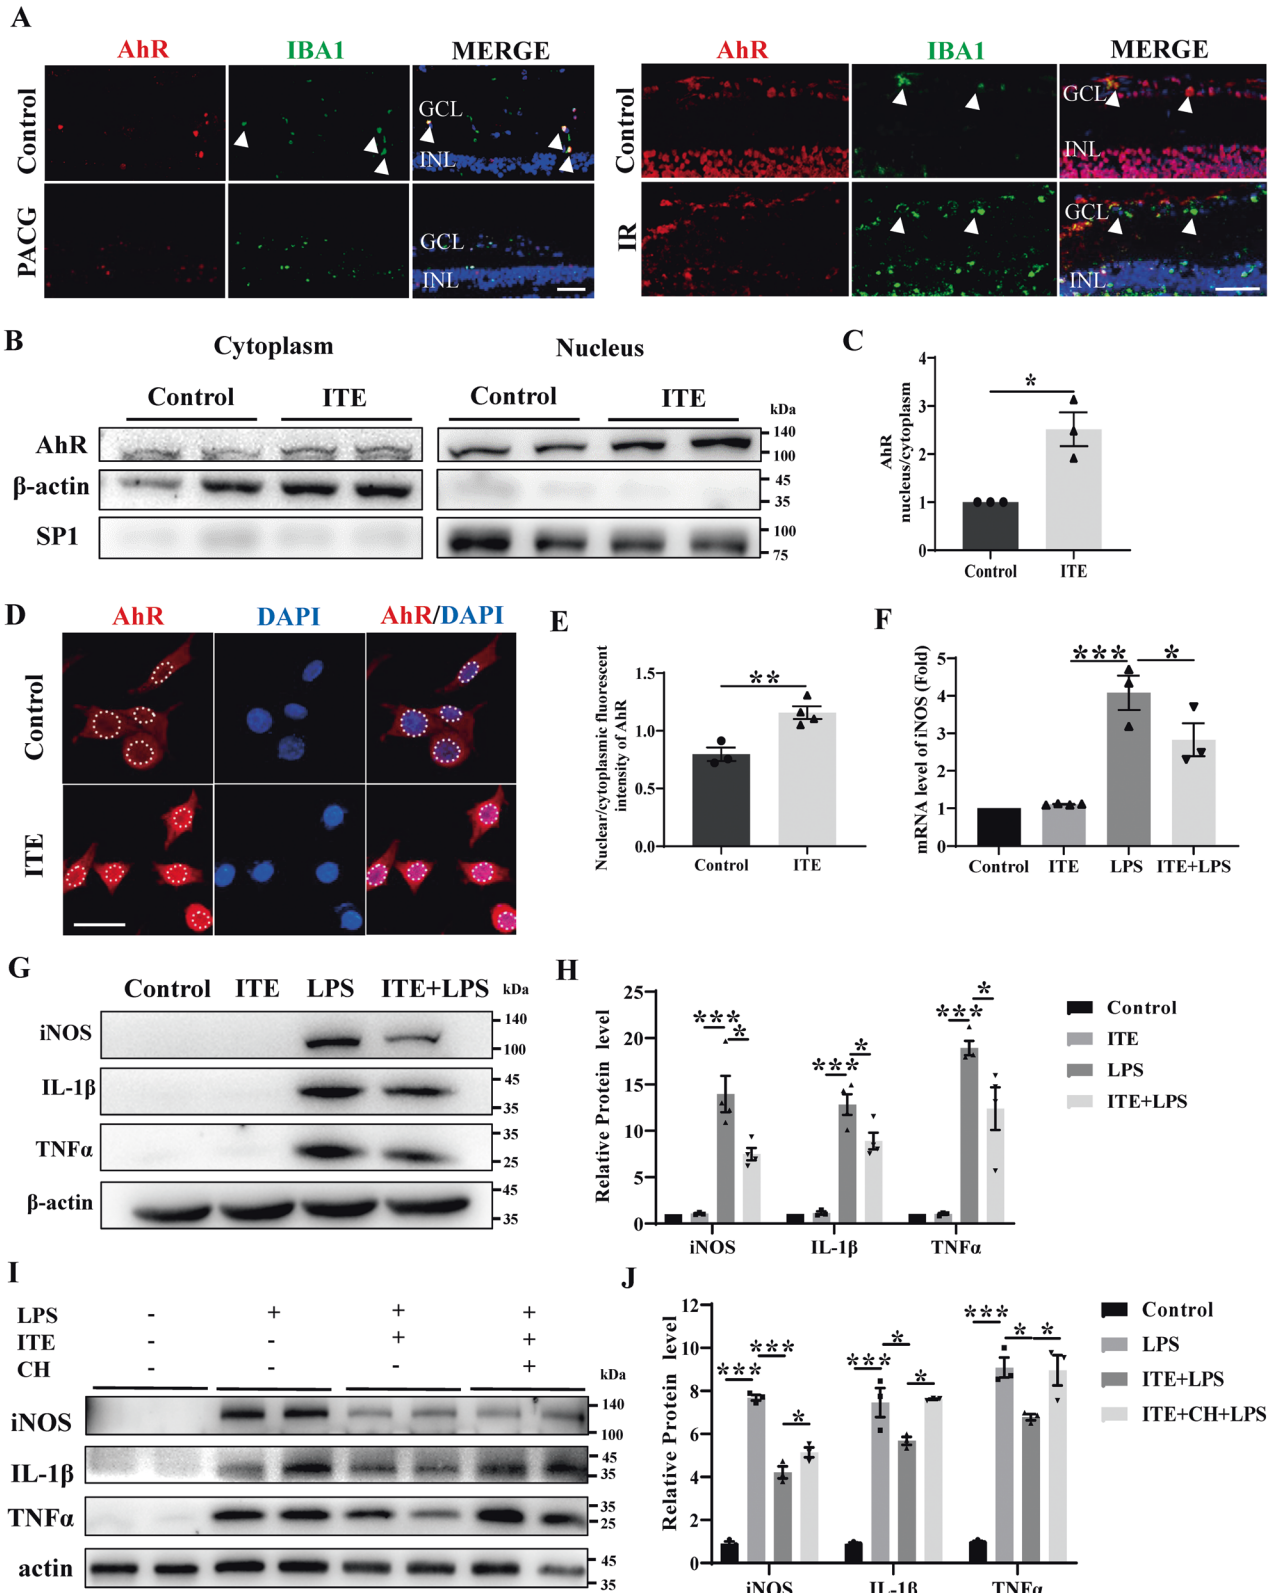 A
AhR IBA1 MERGE AhR IBA1 MERGE
Control GCL INL Control GCL INL
PACG GCL INL IR GCL INL
B
Cytoplasm Nucleus
Control ITE Control ITE kDa
AhR 140 100
β-actin 45 35
SP1 100 75
C
AhR
nucleus/cytoplasm
4
3
2
1
0
*
Control ITE
D
AhR DAPI AhR/DAPI
Control
ITE
E
Nuclear/cytoplasmic fluorescent
intensity of AhR
1.5
1.0
0.5
0.0
**
Control ITE
F
mRNA level of iNOS (Fold)
5
4
3
2
1
0
*** *
Control ITE LPS ITE+LPS
G
Control ITE LPS ITE+LPS kDa
iNOS 140 100
IL-1β 45 35
TNFα 35 25
β-actin 45 35
H
Relative Protein level
25
20
15
10
5
0
*** * *** * *** *
iNOS IL-1β TNFα
Control
ITE
LPS
ITE+LPS
I
LPS - + + +
ITE - - + +
CH - - - +
kDa
iNOS 140 100
IL-1β 45 35
TNFα 35 25
actin 45 35
J
Relative Protein level
12
10
8
6
4
2
0
*** *** * *** * * *** * *
iNOS IL-1β TNFα
Control
LPS
ITE+LPS
ITE+CH+LPS